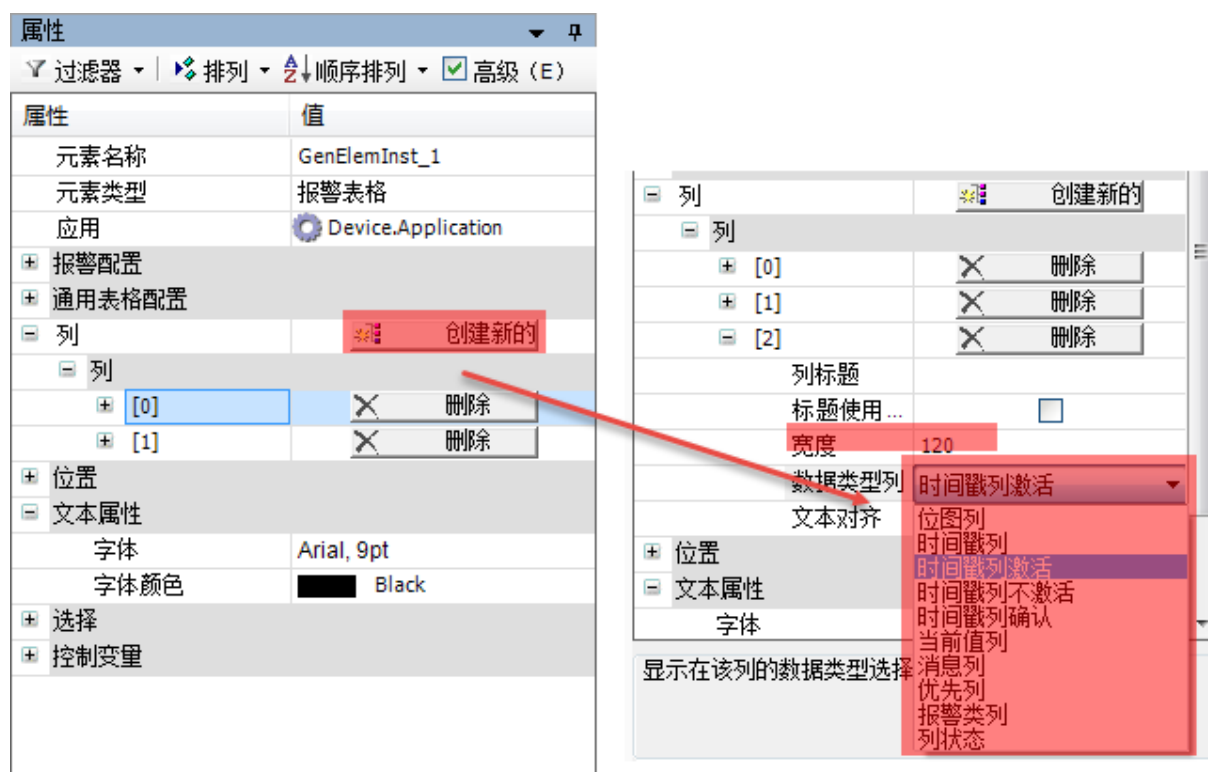 属性
过滤器 排列 顺序排列 高级（E）
属性 值
元素名称 GenElemInst_1
元素类型 报警表格
应用 Device.Application
报警配置
通用表格配置
列 创建新的
列
[0] 删除
[1] 删除
位置
文本属性
字体 Arial, 9pt
字体颜色 Black
选择
控制变量
列 创建新的
列
[0] 删除
[1] 删除
[2] 删除
列标题
标题使用...
宽度 120
数据类型列 时间戳列激活
文本对齐
位图列
时间戳列
时间戳列激活
时间戳列不激活
时间戳列确认
当前值列
消息列
优先列
报警类列
列状态
位置
文本属性
字体
显示在该列的数据类型选择